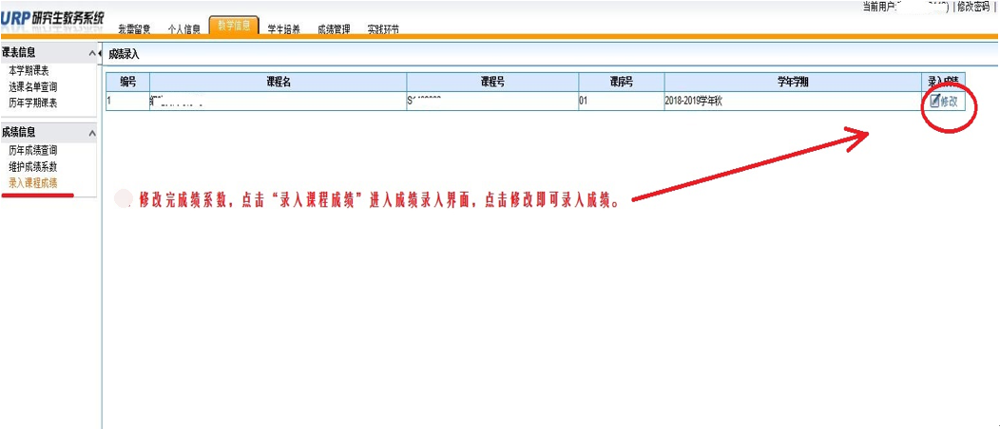 URP研究生教务系统
当前用户: ) | 修改密码 |
我需留意 个人信息 教学信息 学生培养 成绩管理 实践环节
课表信息
本学期课表
选课名单查询
历年学期课表
成绩信息
历年成绩查询
维护成绩系数
录入课程成绩
成绩录入
编号 课程名 课程号 课序号 学年学期 录入成绩
1 01 2018-2019学年秋 修改
修改完成绩系数，点击“录入课程成绩”进入成绩录入界面，点击修改即可录入成绩。